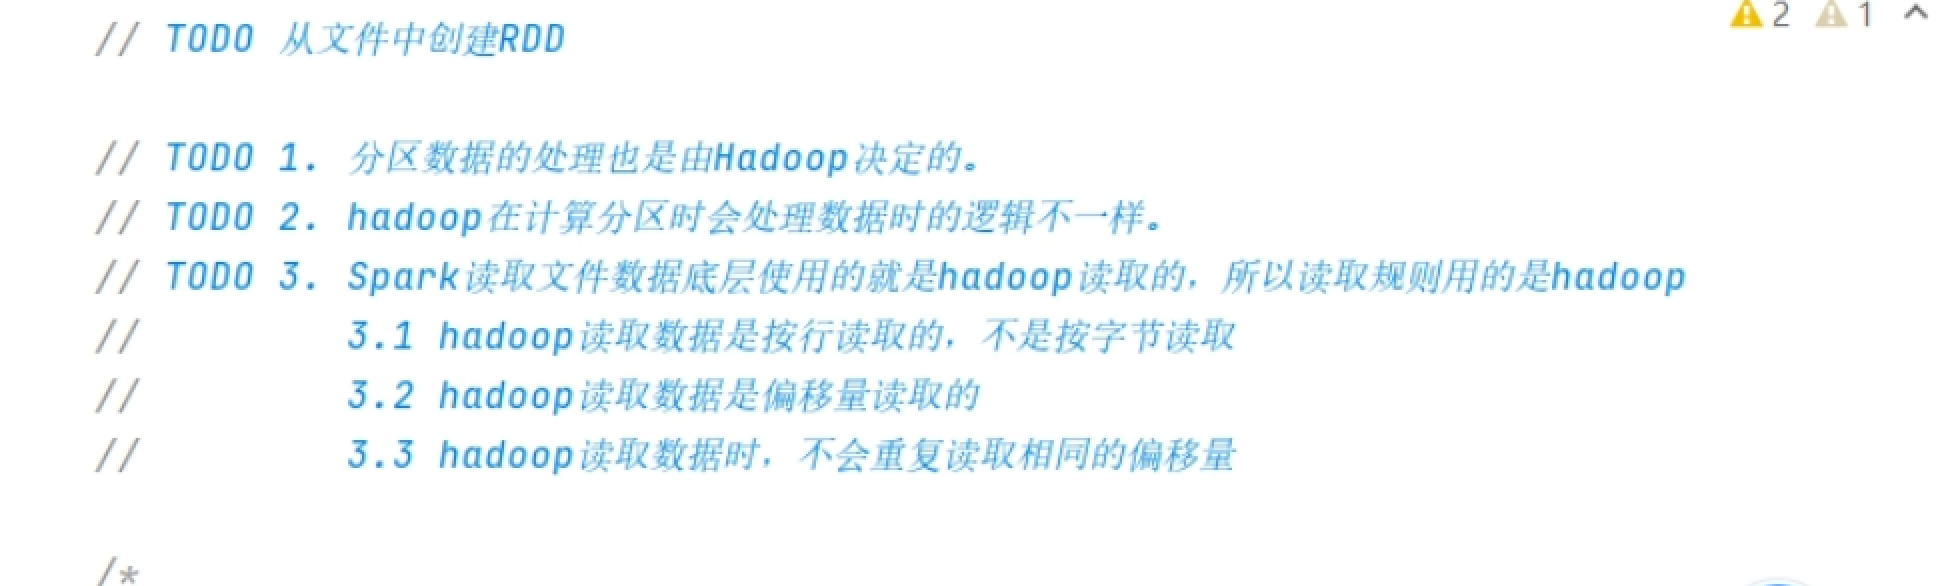 // TODO 从文件中创建RDD
2 1
// TODO 1. 分区数据的处理也是由Hadoop决定的。
// TODO 2. hadoop在计算分区时会处理数据时的逻辑不一样。
// TODO 3. Spark读取文件数据底层使用的就是hadoop读取的，所以读取规则用的是hadoop
// 3.1 hadoop读取数据是按行读取的，不是按字节读取
// 3.2 hadoop读取数据是偏移量读取的
// 3.3 hadoop读取数据时，不会重复读取相同的偏移量
/*